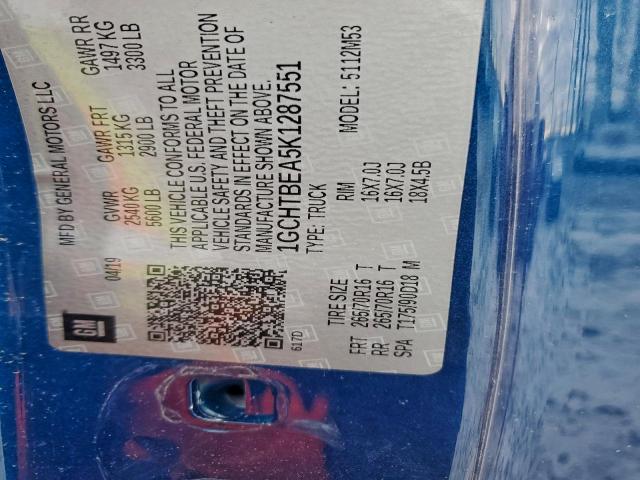 GM
MFD BY GENERAL MOTORS LLC
04/19 GVWR GAWR FRT GAWR RR
2540 KG 1315 KG 1497 KG
5600 LB 2900 LB 3300 LB
THIS VEHICLE CONFORMS TO ALL
APPLICABLE U.S. FEDERAL MOTOR
VEHICLE SAFETY AND THEFT PREVENTION
STANDARDS IN EFFECT ON THE DATE OF
MANUFACTURE SHOWN ABOVE.
1GCHTBEA5K1287551
617D TYPE: TRUCK MODEL: 5112M53
TIRE SIZE RIM
FRT 265/70R16 T 16X7.0J
RR 265/70R16 T 16X7.0J
SPA T175/90D18 M 18X4.5B